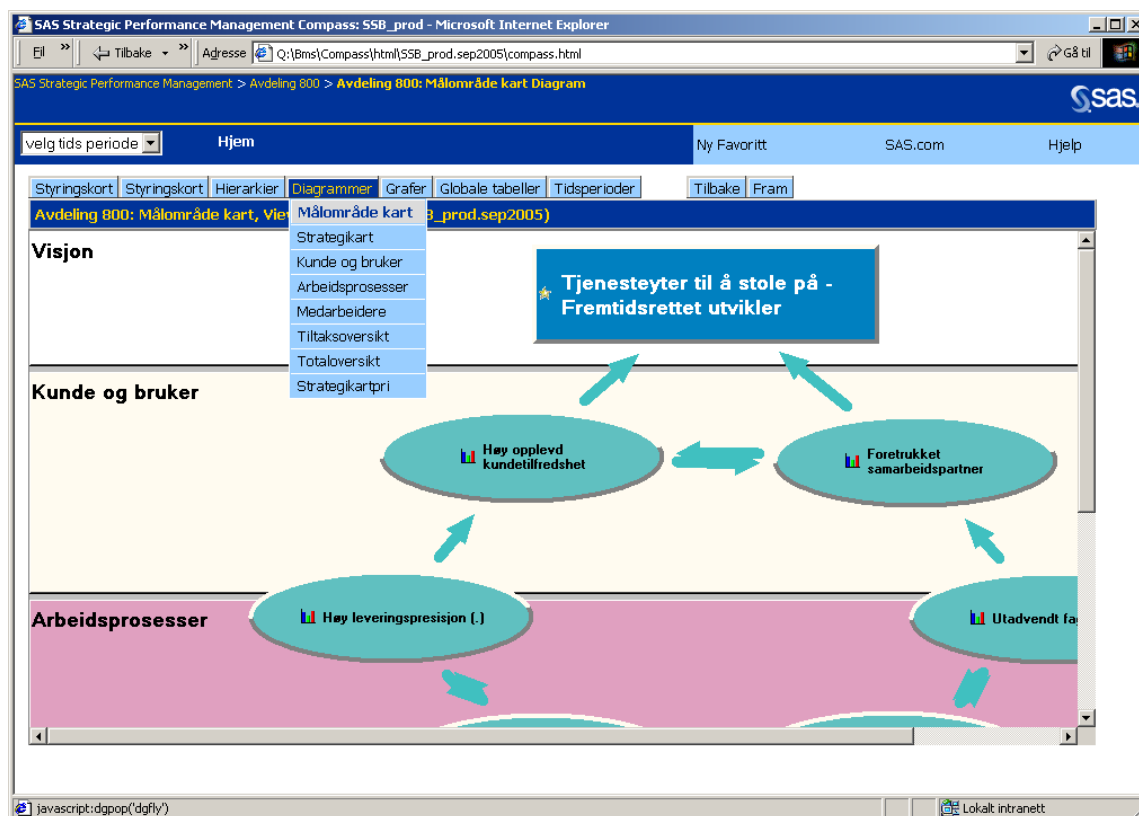 SAS Strategic Performance Management Compass: SSB_prod - Microsoft Internet Explorer
Fil » Tilbake » Adresse Q:\Bms\Compass\html\SSB_prod.sep2005\compass.html Gå til
SAS Strategic Performance Management > Avdeling 800 > Avdeling 800: Målområde kart Diagram
sas.
velg tids periode Hjem Ny Favoritt SAS.com Hjelp
Styringskort Styringskort Hierarkier Diagrammer Grafer Globale tabeller Tidsperioder Tilbake Fram
Avdeling 800: Målområde kart, View B_prod.sep2005)
Målområde kart
Strategikart
Kunde og bruker
Arbeidsprosesser
Medarbeidere
Tiltaksoversikt
Totaloversikt
Strategikartpri
Visjon
Tjenesteyter til å stole på -
Fremtidsrettet utvikler
Kunde og bruker
Høy opplevd
kundetilfredshet
Foretrukket
samarbeidspartner
Arbeidsprosesser
Høy leveringspresisjon (.)
Utadvendt fa
javascript:dgpop('dgfly') Lokalt intranett